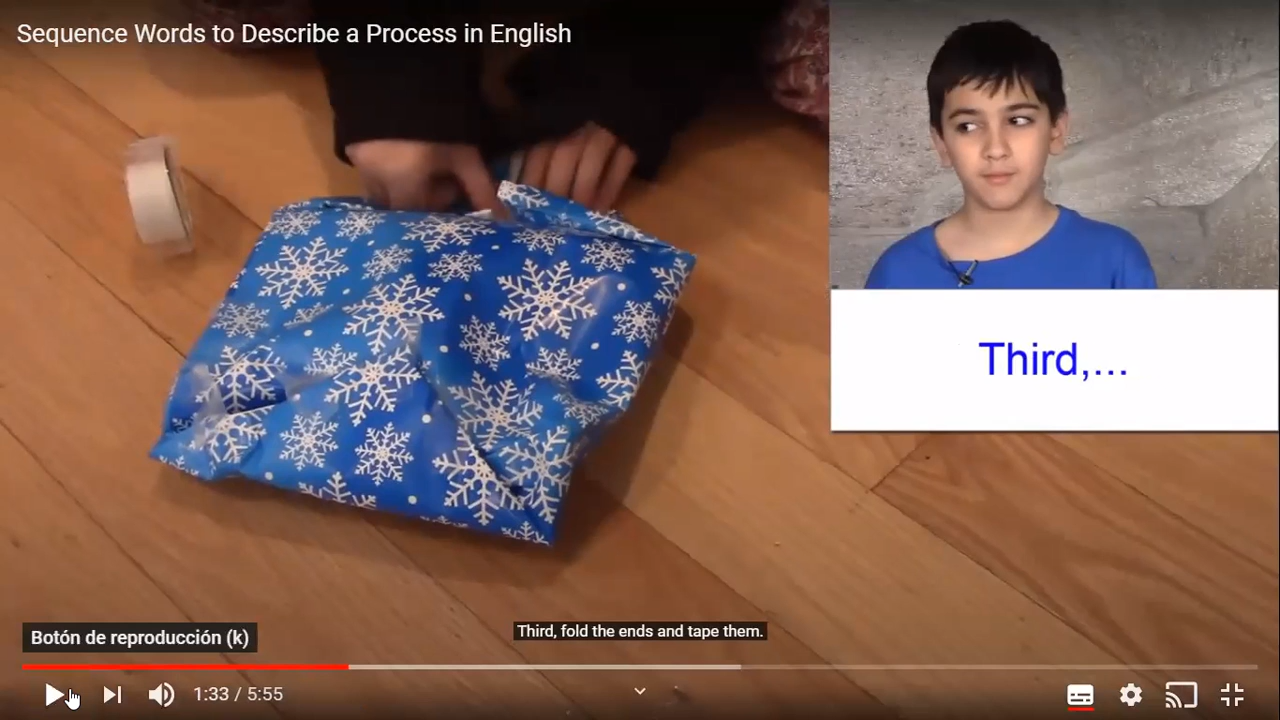 Sequence Words to Describe a Process in English
Third,...
Third, fold the ends and tape them.
Botón de reproducción (k)
1:33 / 5:55